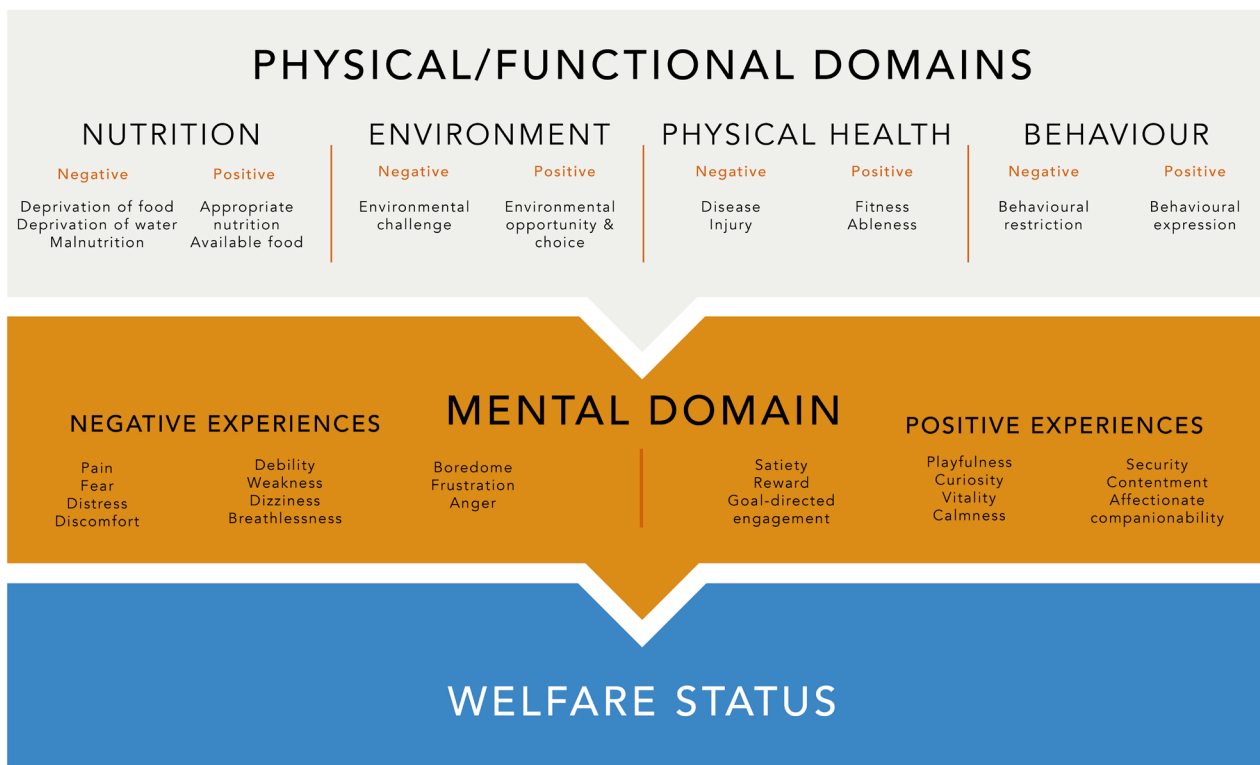 PHYSICAL/FUNCTIONAL DOMAINS
NUTRITION
Negative
Deprivation of food
Deprivation of water
Malnutrition
Positive
Appropriate
nutrition
Available food
ENVIRONMENT
Negative
Environmental
challenge
Positive
Environmental
opportunity &
choice
PHYSICAL HEALTH
Negative
Disease
Injury
Positive
Fitness
Ableness
BEHAVIOUR
Negative
Behavioural
restriction
Positive
Behavioural
expression
MENTAL DOMAIN
NEGATIVE EXPERIENCES
Pain
Fear
Distress
Discomfort
Debility
Weakness
Dizziness
Breathlessness
Boredome
Frustration
Anger
POSITIVE EXPERIENCES
Satiety
Reward
Goal-directed
engagement
Playfulness
Curiosity
Vitality
Calmness
Security
Contentment
Affectionate
companionability
WELFARE STATUS